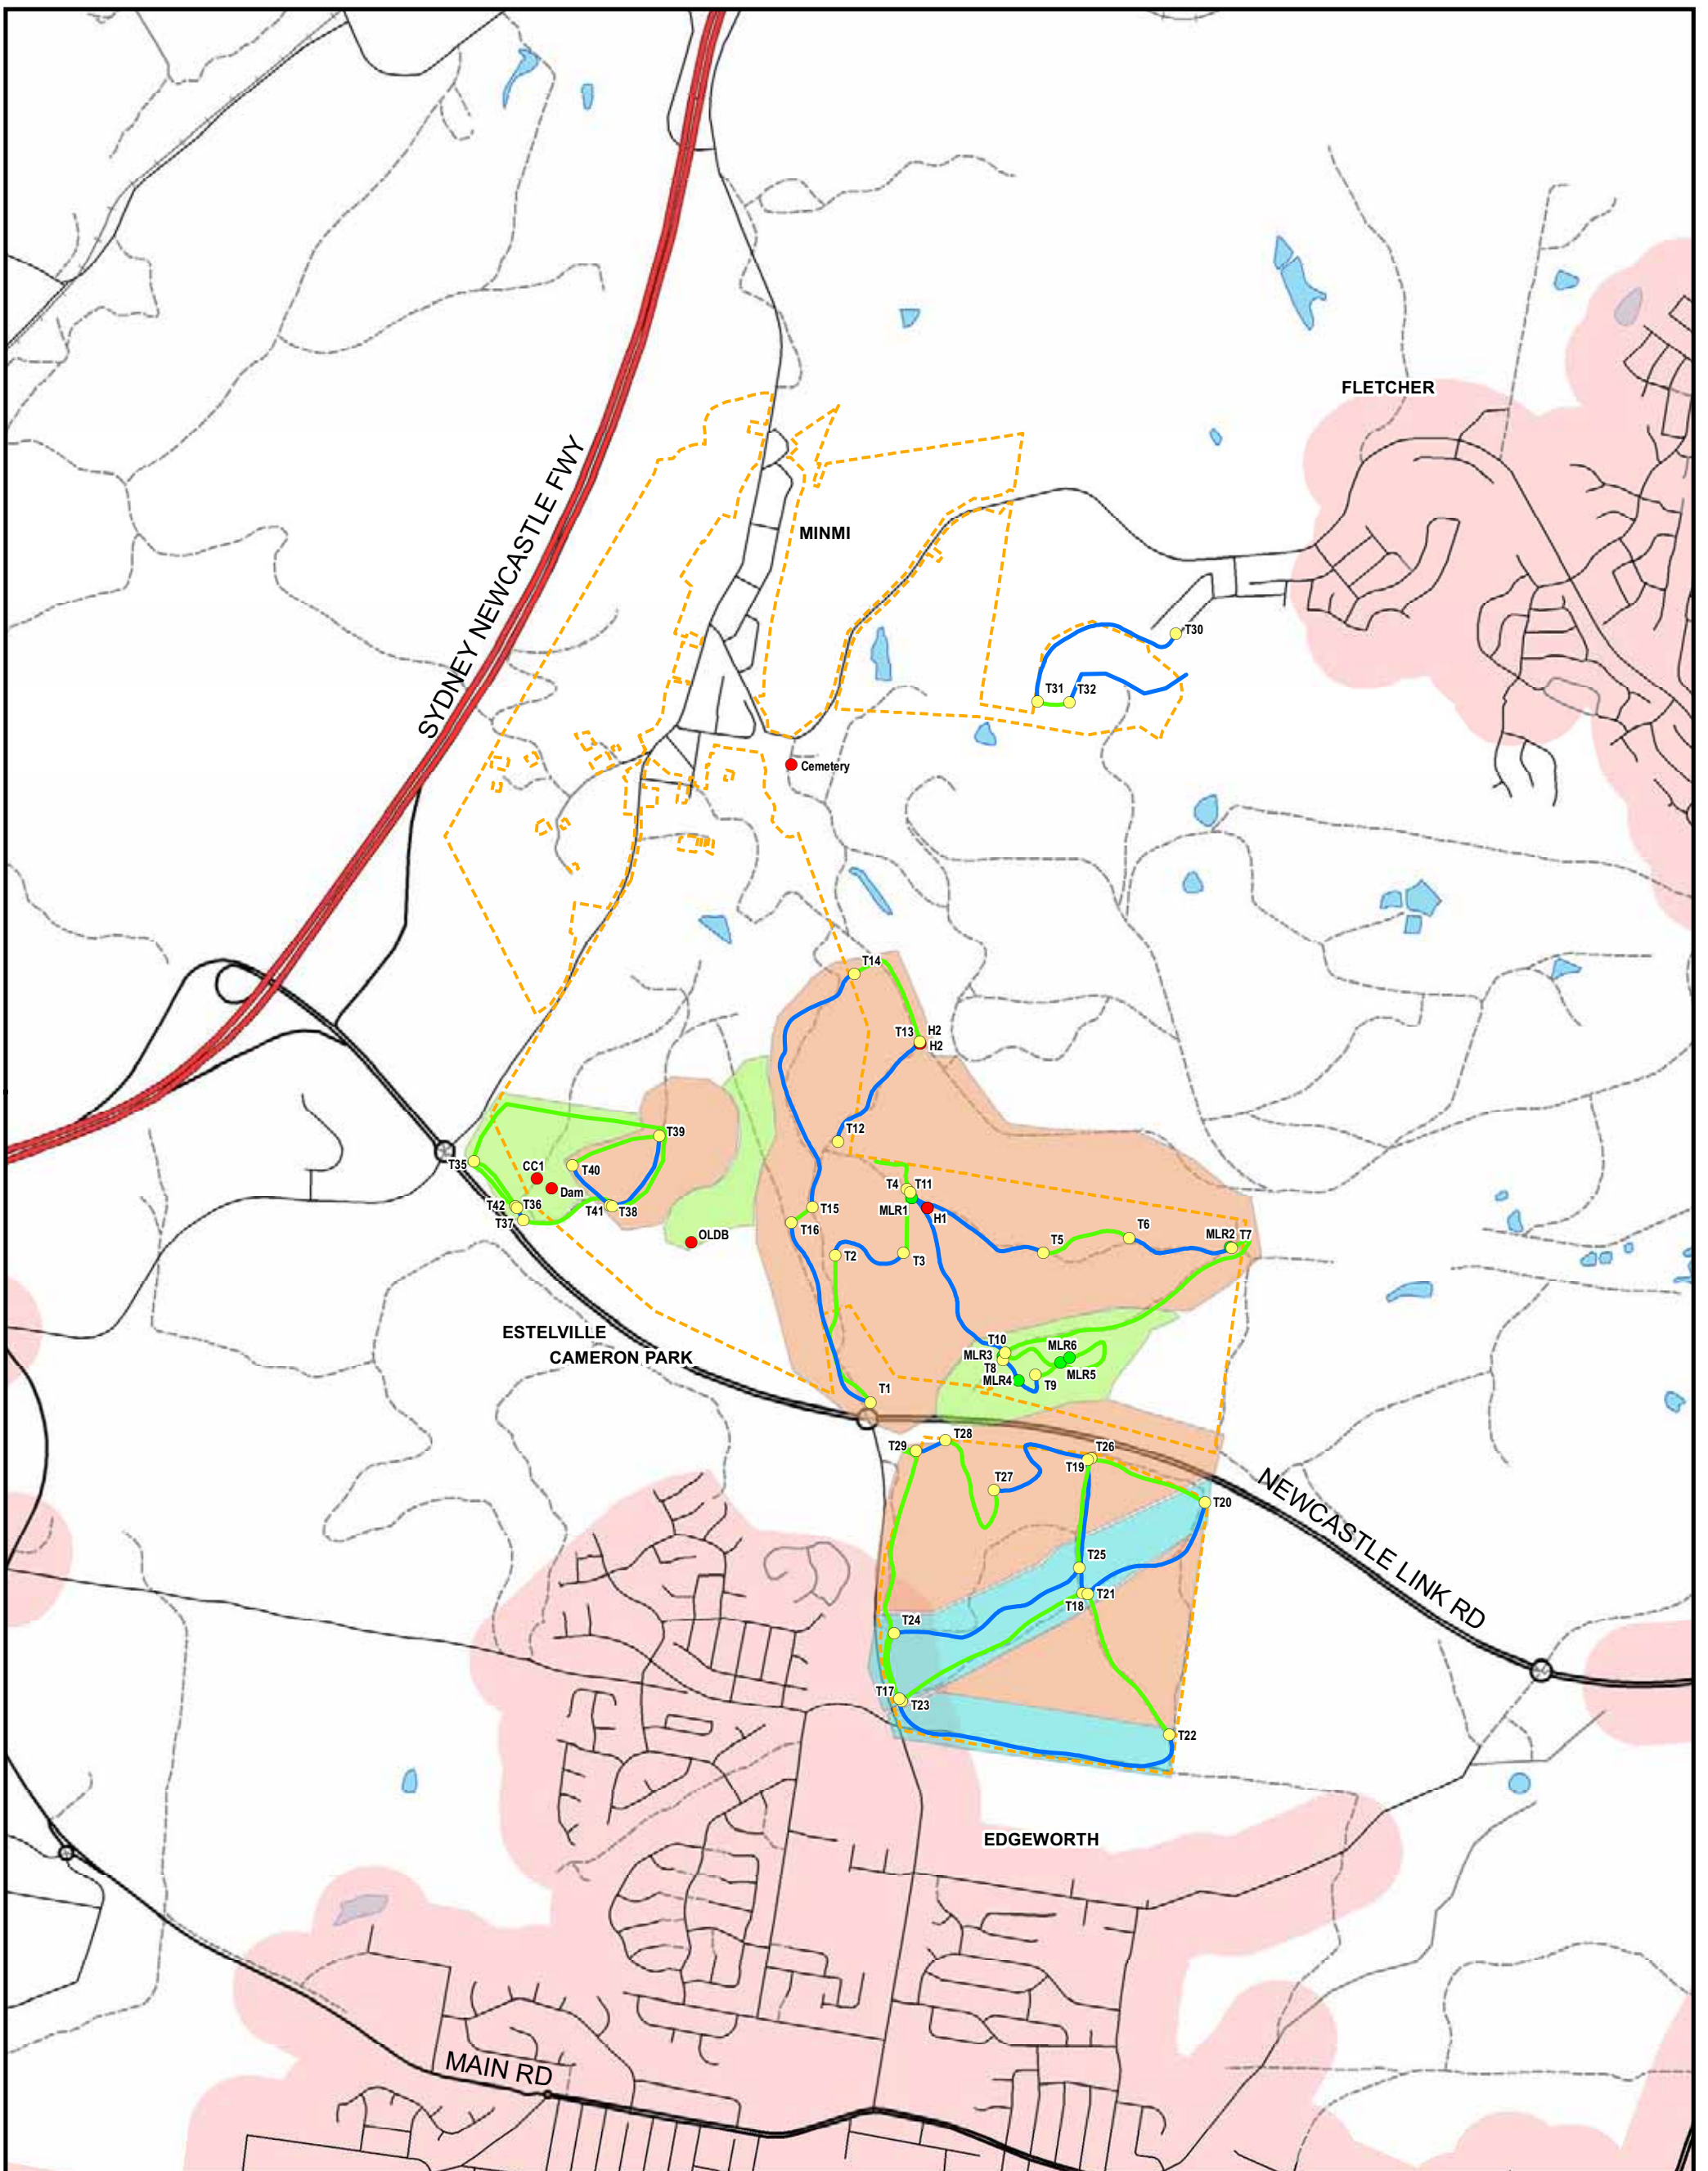 FLETCHER
SYDNEY NEWCASTLE FWY
MINMI
T30
T31
T32
Cemetery
T14
T13
H2
H2
T12
T39
T35
CC1
T40
Dam
T4
T11
MLR1
H1
T42
T36
T37
T41
T38
T15
T16
OLDB
T6
T5
MLR2
T7
T2
T3
ESTELVILLE
CAMERON PARK
T10
MLR3
T8
MLR6
MLR5
MLR4
T9
T1
T28
T29
T26
T19
T27
T20
NEWCASTLE LINK RD
T25
T18
T21
T24
T17
T23
T22
EDGEWORTH
MAIN RD